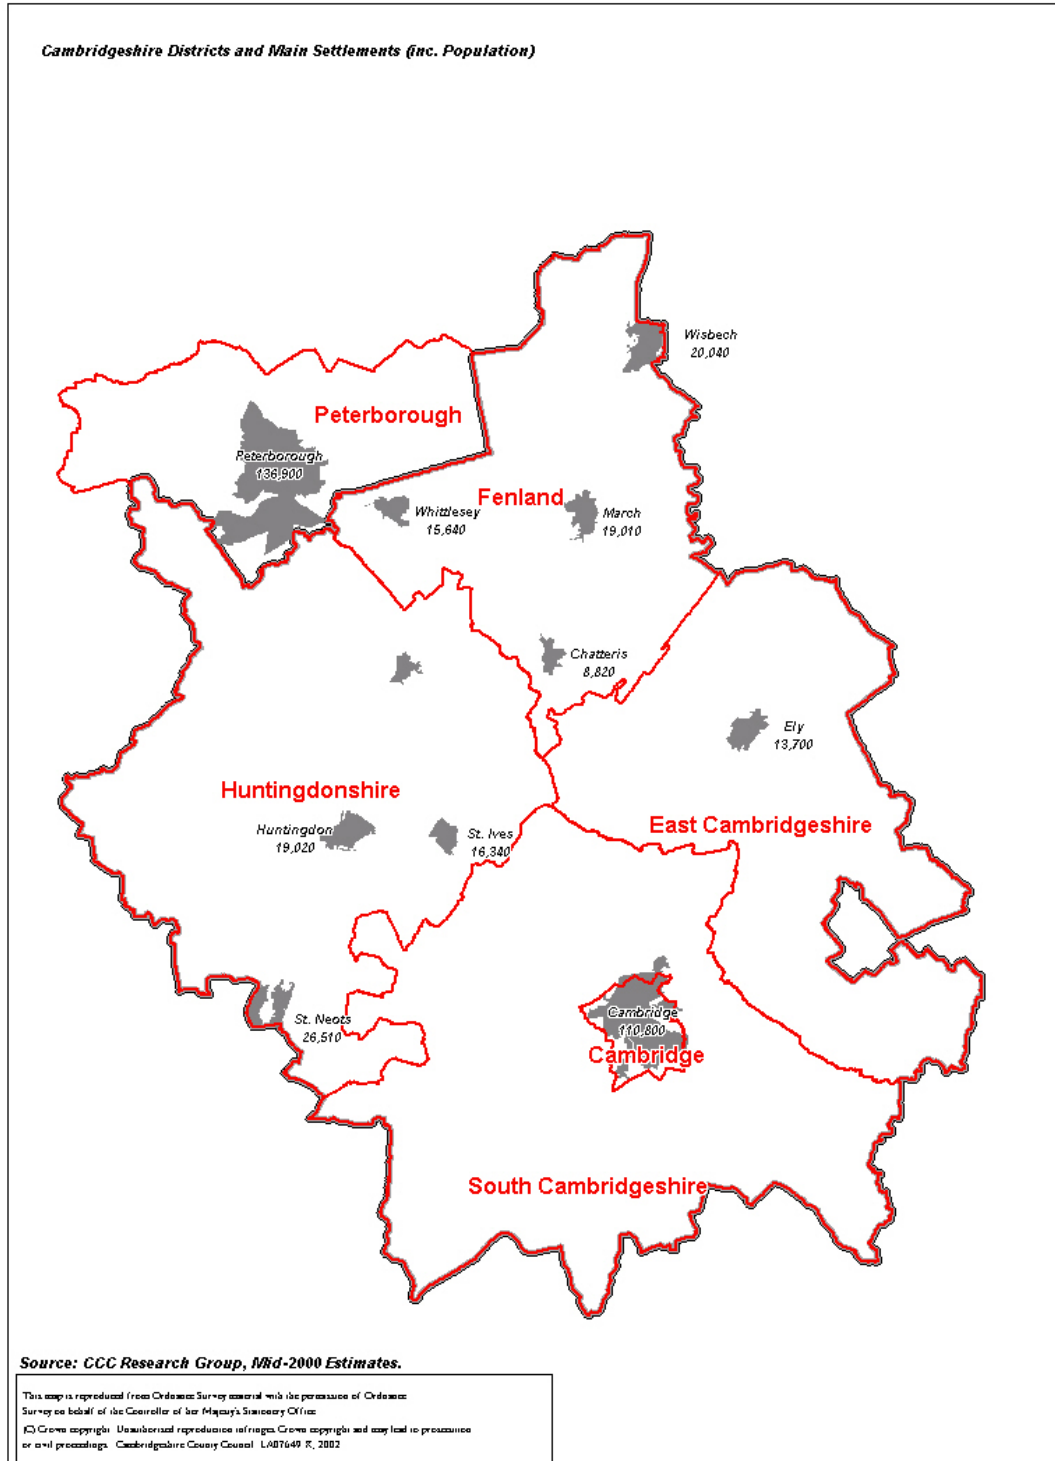 Cambridgeshire Districts and Main Settlements (inc. Population)
Wisbech
20,040
Peterborough
Peterborough
136,900
Fenland
Whittlesey
15,640
March
19,010
Chatteris
8,820
Ely
13,700
Huntingdonshire
Huntingdon
19,020
St. Ives
16,340
East Cambridgeshire
St. Neots
26,510
Cambridge
110,800
Cambridge
South Cambridgeshire
Source: CCC Research Group, Mid-2000 Estimates.
This map is reproduced from Ordnance Survey material with the permission of Ordnance
Survey on behalf of the Controller of her Majesty's Stationery Office
(C) Crown copyright Unauthorised reproduction infringes Crown copyright and may lead to prosecution
or civil proceedings. Cambridgeshire County Council LA07649 X, 2002